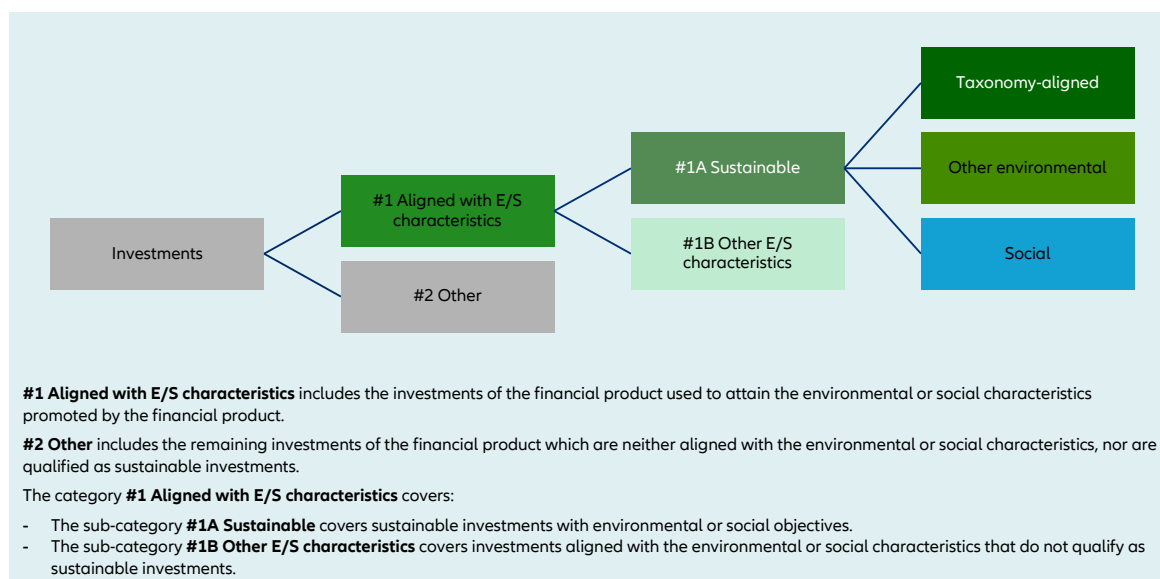 Taxonomy-aligned
#1A Sustainable
Other environmental
#1 Aligned with E/S
characteristics
#1B Other E/S
characteristics
Investments
Social
#2 Other
#1 Aligned with E/S characteristics includes the investments of the financial product used to attain the environmental or social characteristics
promoted by the financial product.
#2 Other includes the remaining investments of the financial product which are neither aligned with the environmental or social characteristics, nor are
qualified as sustainable investments.
The category #1 Aligned with E/S characteristics covers:
- The sub-category #1A Sustainable covers sustainable investments with environmental or social objectives.
- The sub-category #1B Other E/S characteristics covers investments aligned with the environmental or social characteristics that do not qualify as
sustainable investments.